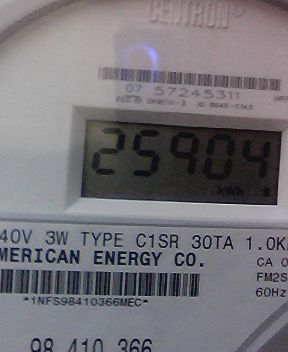 CENTRON®
07 57245311
25904
kWh
40V 3W TYPE C1SR 30TA 1.0K
MERICAN ENERGY CO. CA 0
FM2S
*1NFS98410366MEC* 60Hz
98 410 366